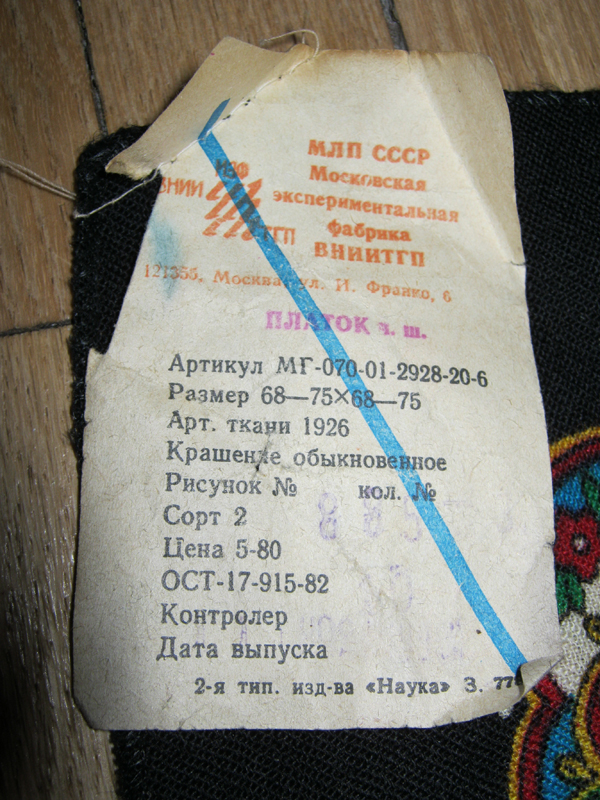 МЛП СССР
Московская
экспериментальная
фабрика
ВНИИТГП
ВНИИ ТГП
Москва ул. И. Франко, 6
ПЛАТОК ч. ш.
Артикул МГ-070-01-2928-20-6
Размер 68—75×68—75
Арт. ткани 1926
Крашение обыкновенное
Рисунок № кол. №
Сорт 2
Цена 5-80
ОСТ-17-915-82
Контролер
Дата выпуска
2-я тип. изд-ва «Наука» З.